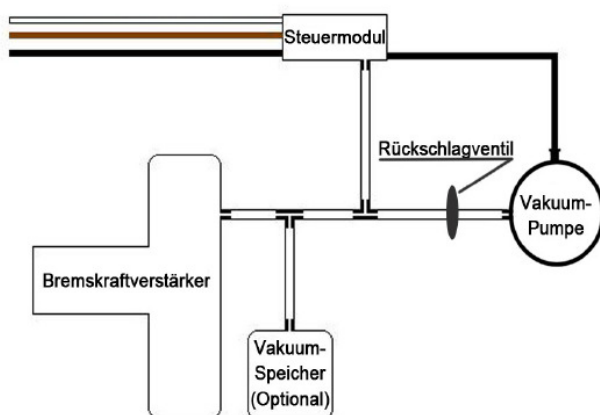 Steuermodul
Rückschlagventil
Vakuum-
Pumpe
Bremskraftverstärker
Vakuum-
Speicher
(Optional)